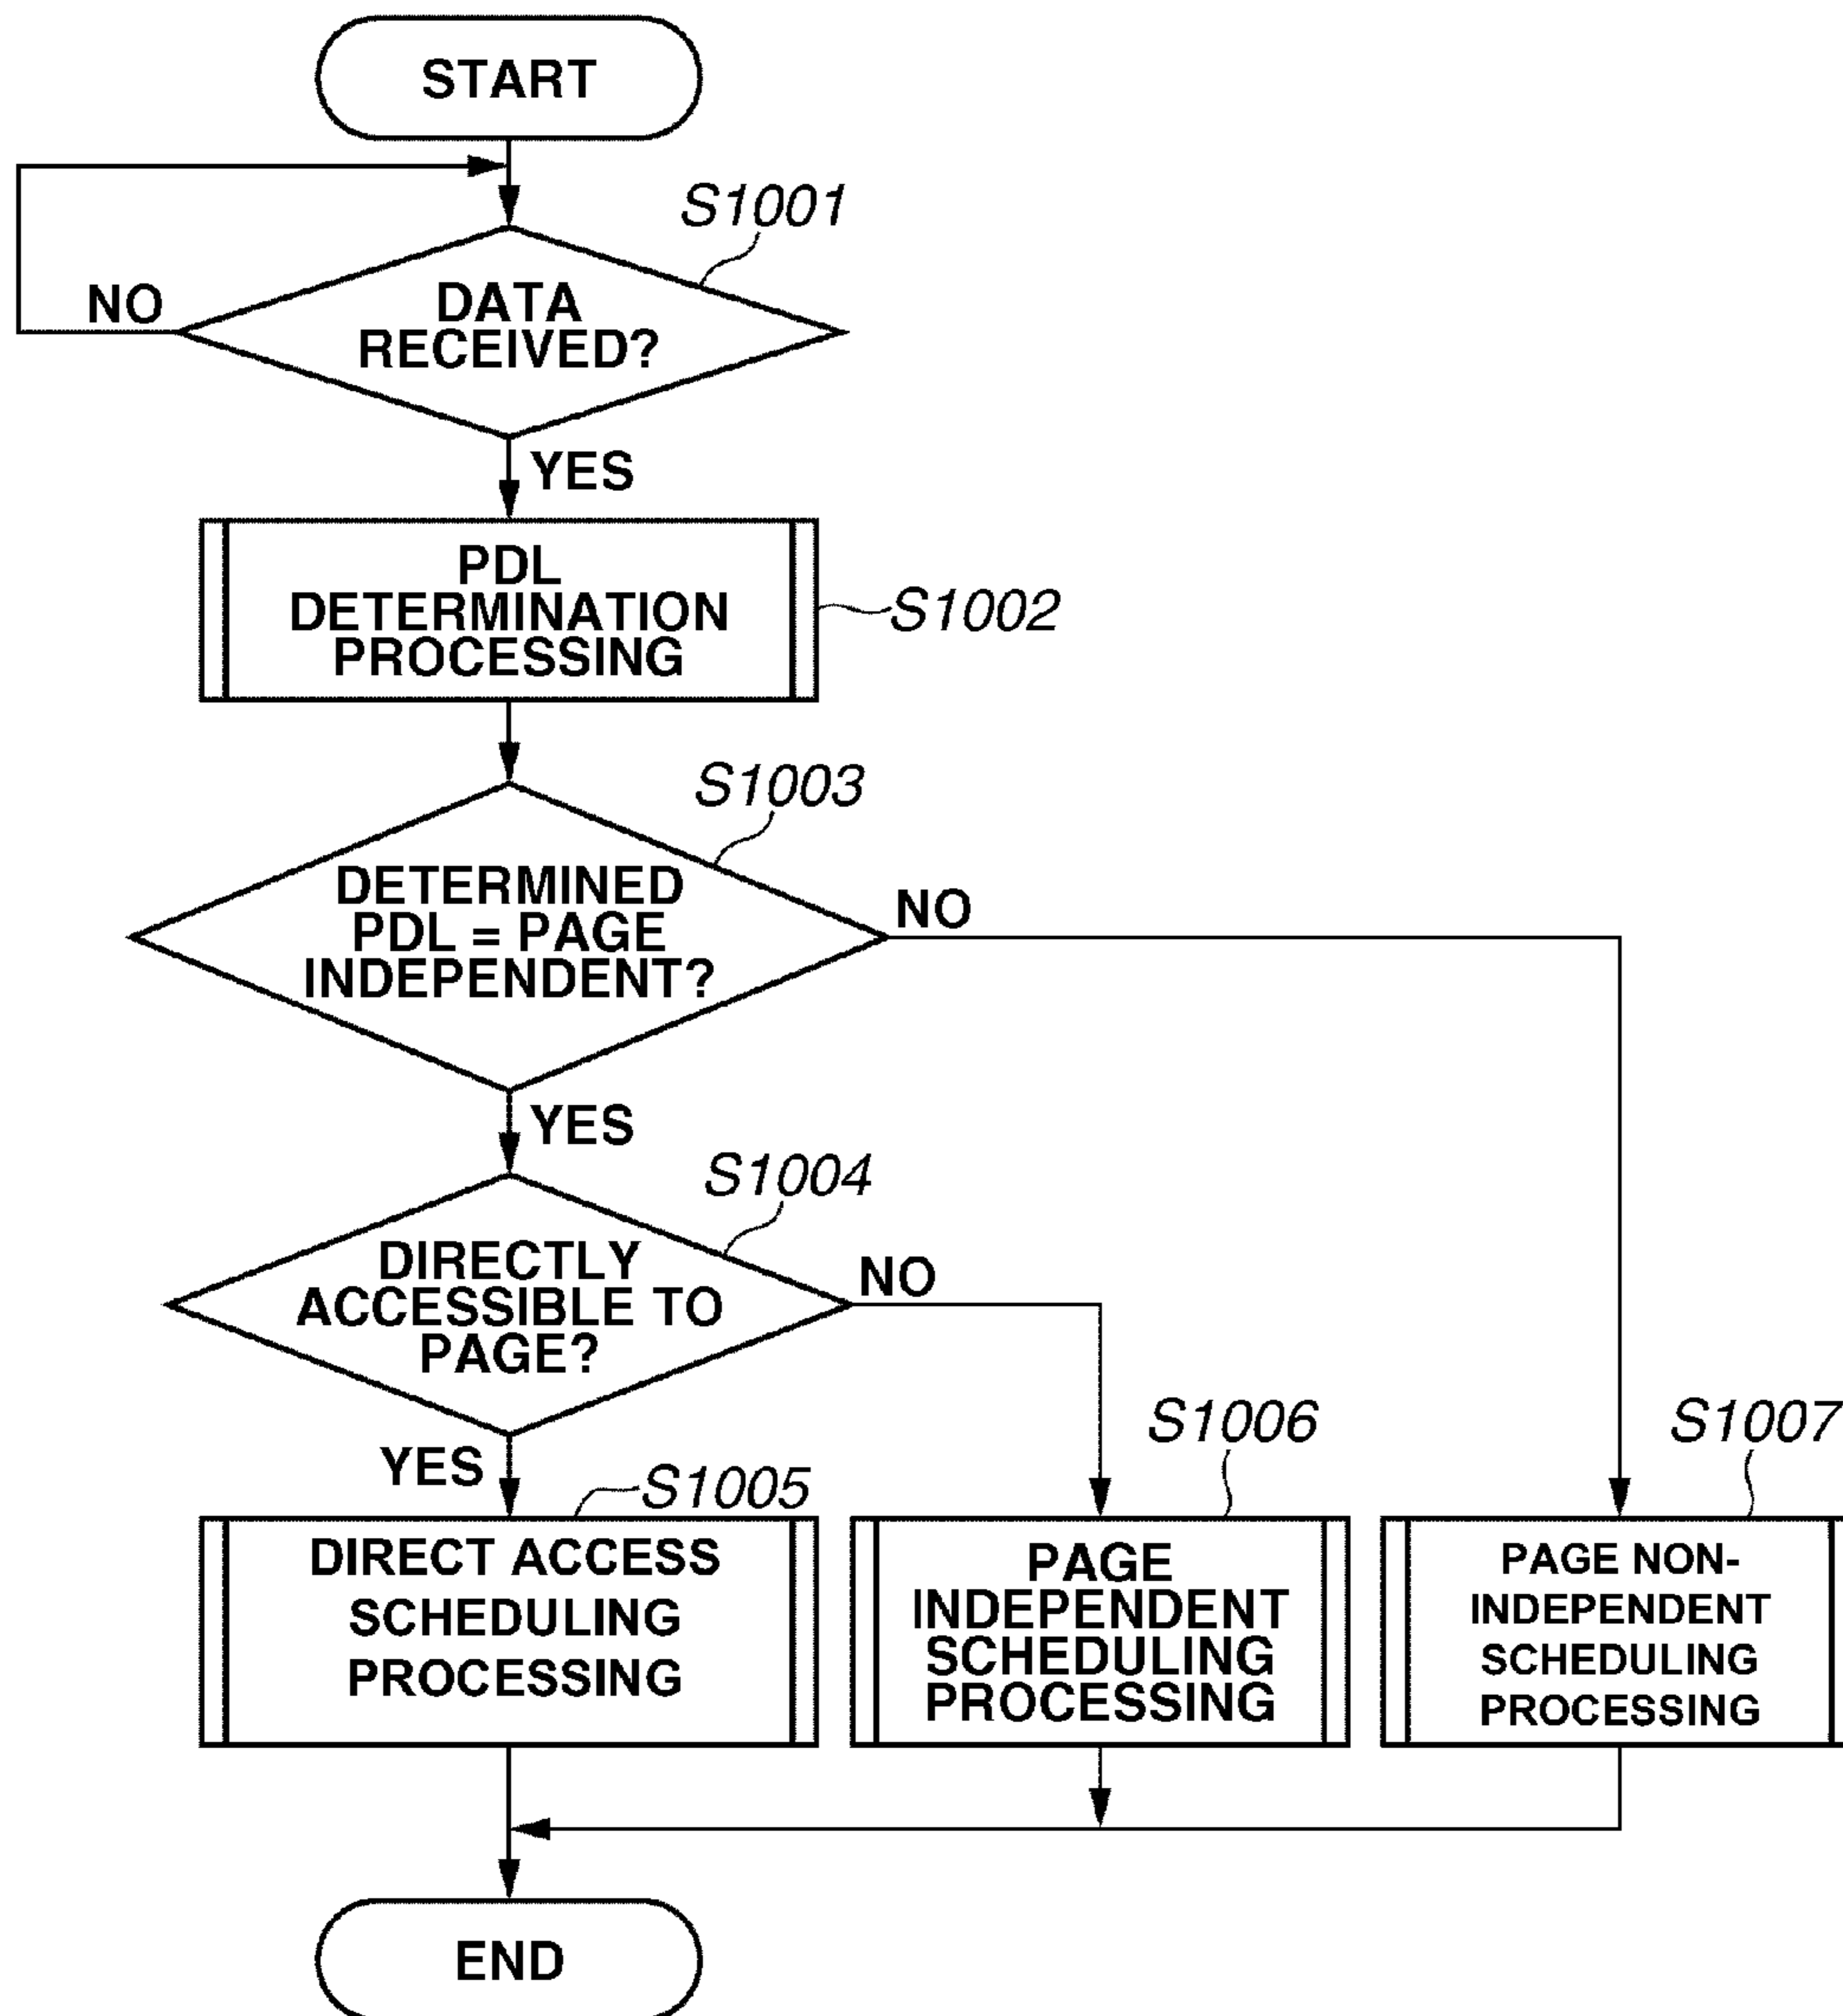 START
S1001
NO
DATA
RECEIVED?
YES
PDL
DETERMINATION
PROCESSING
S1002
S1003
DETERMINED
PDL = PAGE
INDEPENDENT?
NO
YES
S1004
DIRECTLY
ACCESSIBLE TO
PAGE?
NO
YES
S1005
S1006
S1007
DIRECT ACCESS
SCHEDULING
PROCESSING
PAGE
INDEPENDENT
SCHEDULING
PROCESSING
PAGE NON-
INDEPENDENT
SCHEDULING
PROCESSING
END